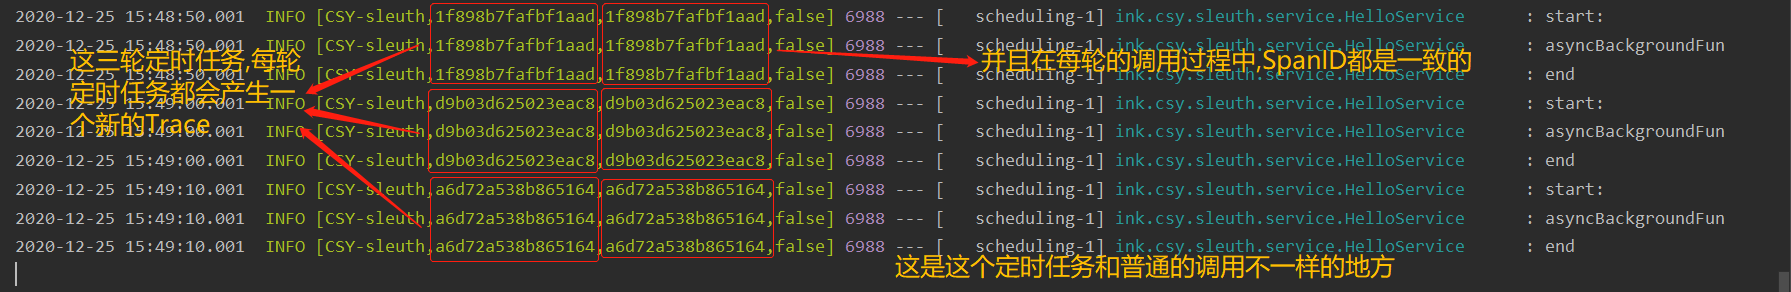 2020-12-25 15:48:50.001 INFO [CSY-sleuth,1f898b7fafbf1aad,1f898b7fafbf1aad,false] 6988 --- [ scheduling-1] ink.csy.sleuth.service.HelloService : start:
2020-12-25 15:48:50.001 INFO [CSY-sleuth,1f898b7fafbf1aad,1f898b7fafbf1aad,false] 6988 --- [ scheduling-1] ink.csy.sleuth.service.HelloService : asyncBackgroundFun
2020-12-25 15:48:50.001 INFO [CSY-sleuth,1f898b7fafbf1aad,1f898b7fafbf1aad,false] 6988 --- [ scheduling-1] ink.csy.sleuth.service.HelloService : end
2020-12-25 15:49:00.001 INFO [CSY-sleuth,d9b03d625023eac8,d9b03d625023eac8,false] 6988 --- [ scheduling-1] ink.csy.sleuth.service.HelloService : start:
2020-12-25 15:49:00.001 INFO [CSY-sleuth,d9b03d625023eac8,d9b03d625023eac8,false] 6988 --- [ scheduling-1] ink.csy.sleuth.service.HelloService : asyncBackgroundFun
2020-12-25 15:49:00.001 INFO [CSY-sleuth,d9b03d625023eac8,d9b03d625023eac8,false] 6988 --- [ scheduling-1] ink.csy.sleuth.service.HelloService : end
2020-12-25 15:49:10.001 INFO [CSY-sleuth,a6d72a538b865164,a6d72a538b865164,false] 6988 --- [ scheduling-1] ink.csy.sleuth.service.HelloService : start:
2020-12-25 15:49:10.001 INFO [CSY-sleuth,a6d72a538b865164,a6d72a538b865164,false] 6988 --- [ scheduling-1] ink.csy.sleuth.service.HelloService : asyncBackgroundFun
2020-12-25 15:49:10.001 INFO [CSY-sleuth,a6d72a538b865164,a6d72a538b865164,false] 6988 --- [ scheduling-1] ink.csy.sleuth.service.HelloService : end
这三轮定时任务,每轮
定时任务都会产生一
个新的Trace
并且在每轮的调用过程中,SpanID都是一致的
这是这个定时任务和普通的调用不一样的地方